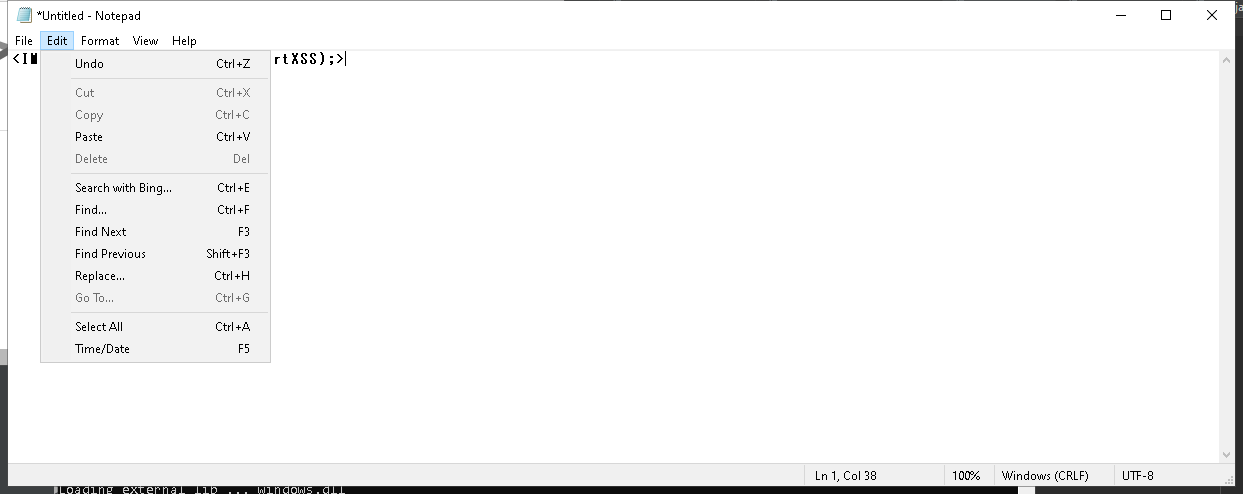 *Untitled - Notepad
File Edit Format View Help
<IM rtXSS);>
Undo Ctrl+Z
Cut Ctrl+X
Copy Ctrl+C
Paste Ctrl+V
Delete Del
Search with Bing... Ctrl+E
Find... Ctrl+F
Find Next F3
Find Previous Shift+F3
Replace... Ctrl+H
Go To... Ctrl+G
Select All Ctrl+A
Time/Date F5
Ln 1, Col 38 100% Windows (CRLF) UTF-8
Loading external lib ... windows.dll